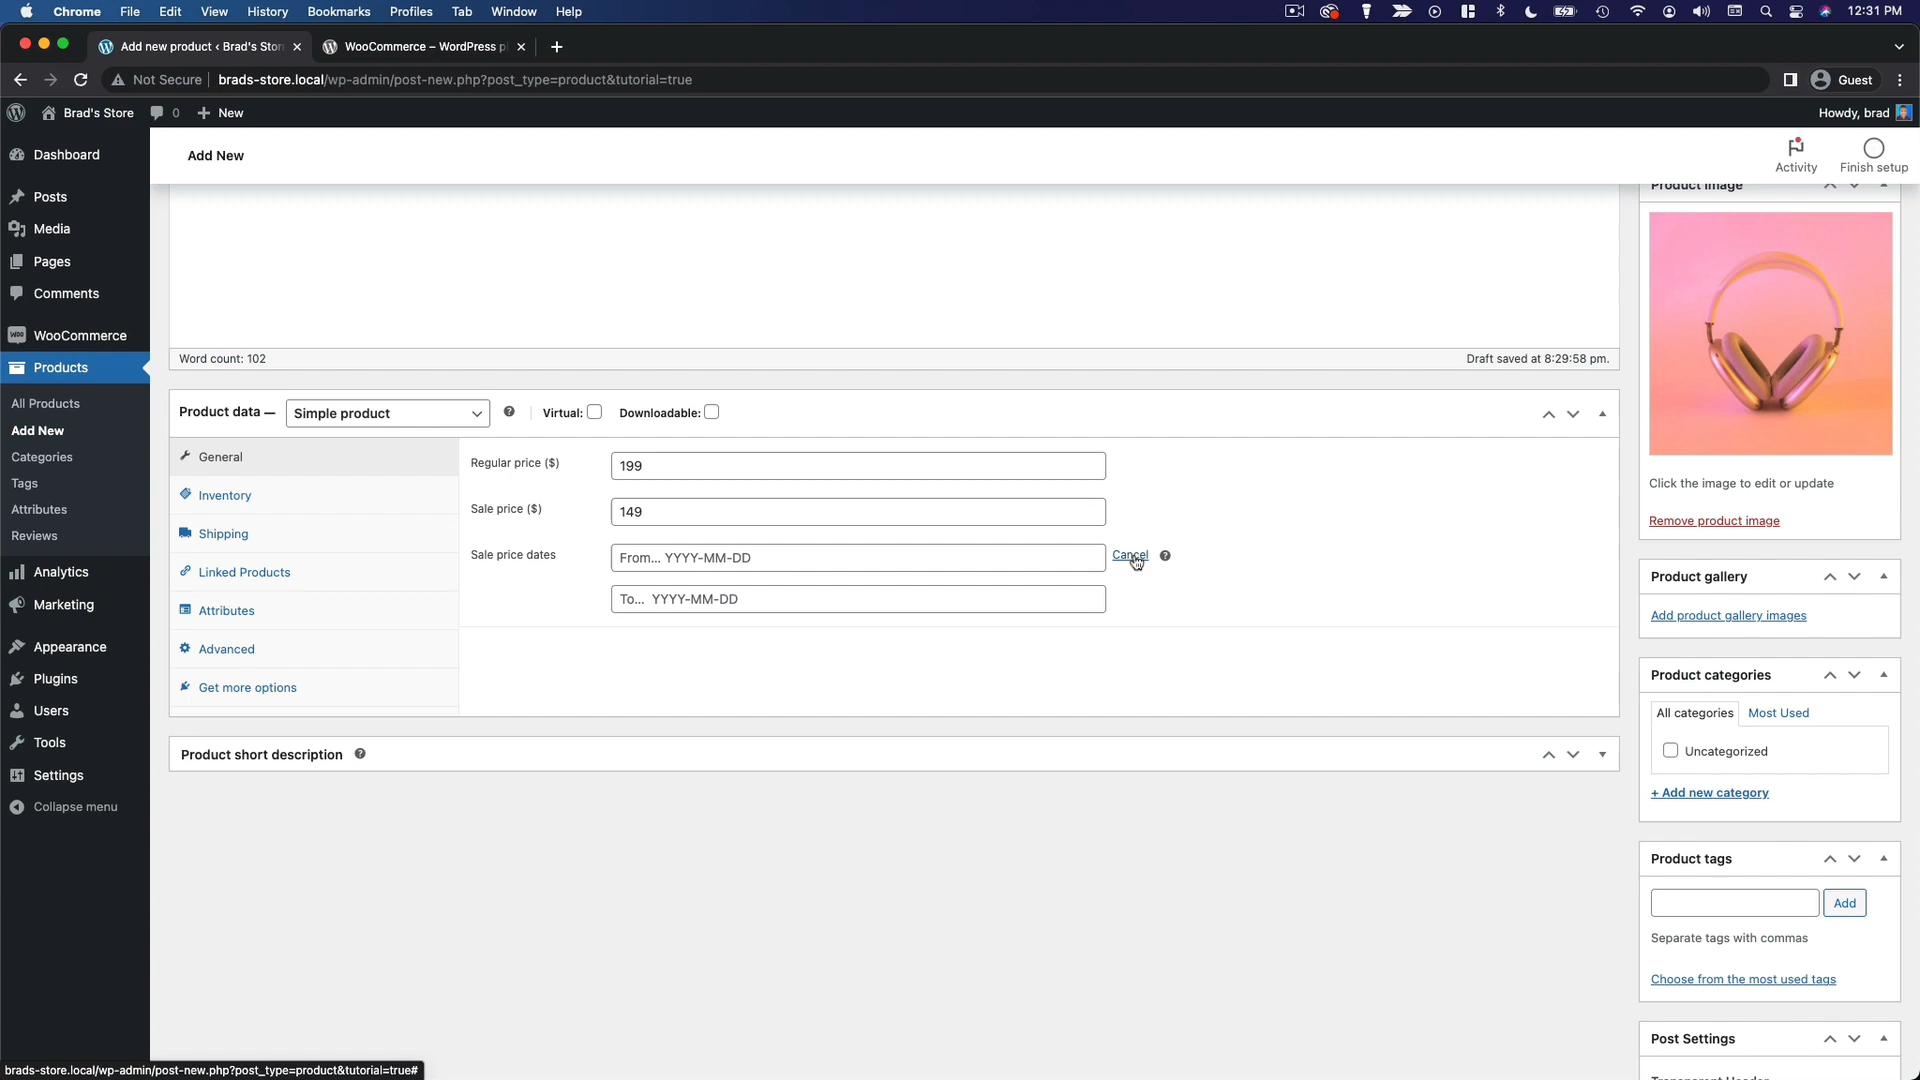 Chrome File Edit View History Bookmarks Profiles Tab Window Help 12:31 PM
Add new product ‹ Brad's Stor WooCommerce – WordPress p
Not Secure brads-store.local/wp-admin/post-new.php?post_type=product&tutorial=true Guest
Brad's Store 0 New Howdy, brad
Add New
Activity
Finish setup
Dashboard
Posts
Media
Pages
Comments
WooCommerce
Products
All Products
Add New
Categories
Tags
Attributes
Reviews
Analytics
Marketing
Appearance
Plugins
Users
Tools
Settings
Collapse menu
Word count: 102
Draft saved at 8:29:58 pm.
Product data — Simple product Virtual: Downloadable:
General
Inventory
Shipping
Linked Products
Attributes
Advanced
Get more options
Regular price ($) 199
Sale price ($) 149
Sale price dates From... YYYY-MM-DD Cancel
To... YYYY-MM-DD
Product short description
Product image
Click the image to edit or update
Remove product image
Product gallery
Add product gallery images
Product categories
All categories Most Used
Uncategorized
+ Add new category
Product tags
Add
Separate tags with commas
Choose from the most used tags
Post Settings
Transparent Header
brads-store.local/wp-admin/post-new.php?post_type=product&tutorial=true#